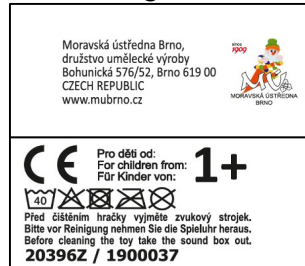 Moravská ústředna Brno,
družstvo umělecké výroby
Bohunická 576/52, Brno 619 00
CZECH REPUBLIC
www.mubrno.cz
since
1909
MORAVSKÁ ÚSTŘEDNA
BRNO
CE
Pro děti od:
For children from:
Für Kinder von:
1+
40
Před čištěním hračky vyjměte zvukový strojek.
Bitte vor Reinigung nehmen Sie die Spieluhr heraus.
Before cleaning the toy take the sound box out.
20396Z / 1900037